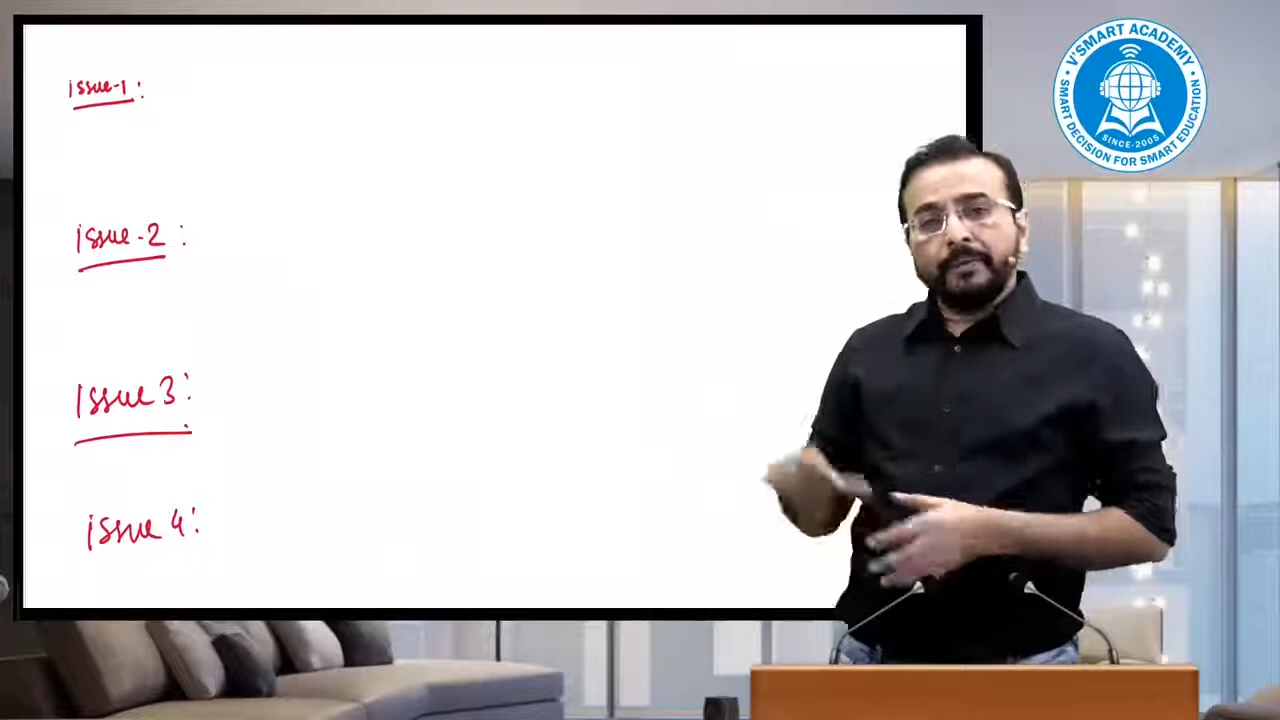 issue-1:
issue-2:
issue 3:
issue 4:
V'SMART ACADEMY
SMART DECISION FOR SMART EDUCATION
SINCE-2005